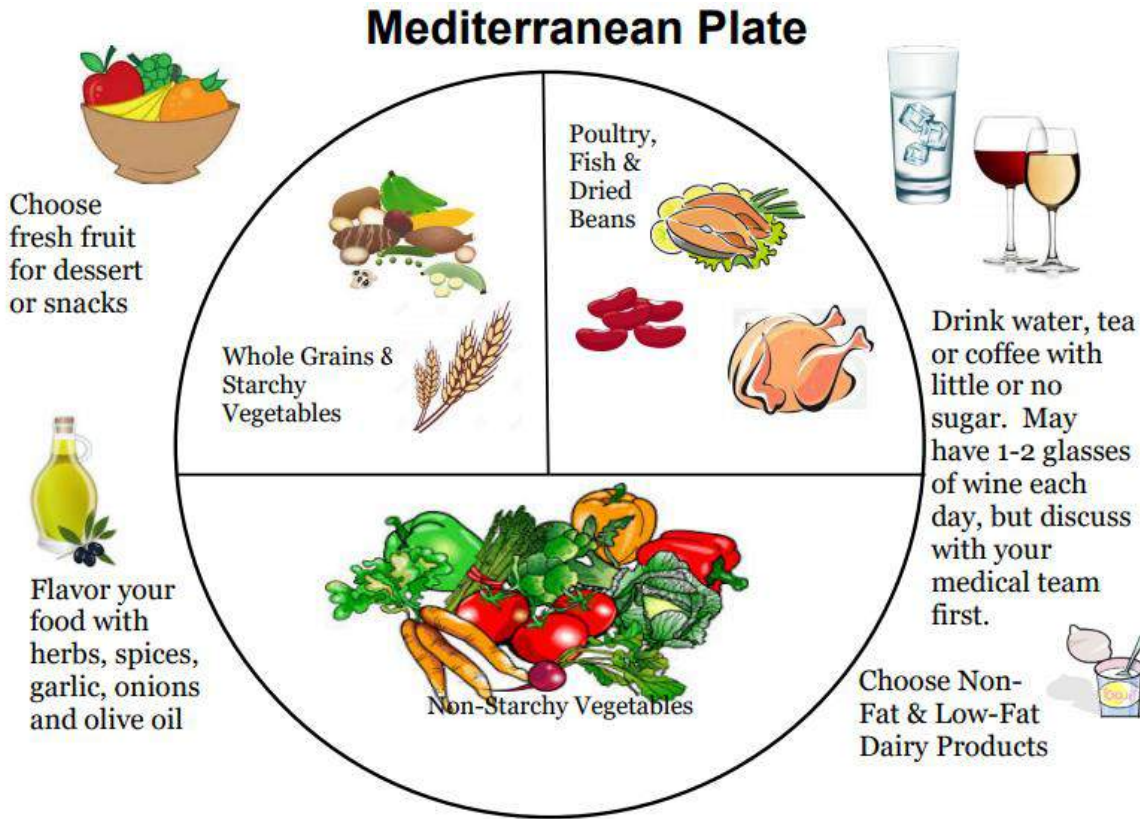 Mediterranean Plate
Choose
fresh fruit
for dessert
or snacks
Poultry,
Fish &
Dried
Beans
Whole Grains &
Starchy
Vegetables
Drink water, tea
or coffee with
little or no
sugar.  May
have 1-2 glasses
of wine each
day, but discuss
with your
medical team
first.
Flavor your
food with
herbs, spices,
garlic, onions
and olive oil
Non-Starchy Vegetables
Choose Non-
Fat & Low-Fat
Dairy Products